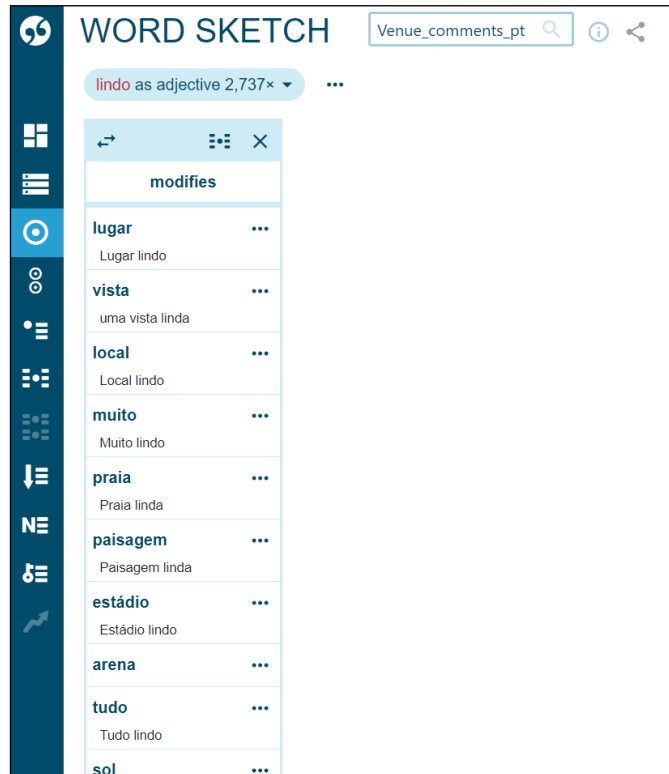 WORD SKETCH
Venue_comments_pt
lindo as adjective 2,737×
modifies
lugar
Lugar lindo
vista
uma vista linda
local
Local lindo
muito
Muito lindo
praia
Praia linda
paisagem
Paisagem linda
estádio
Estádio lindo
arena
tudo
Tudo lindo
sol